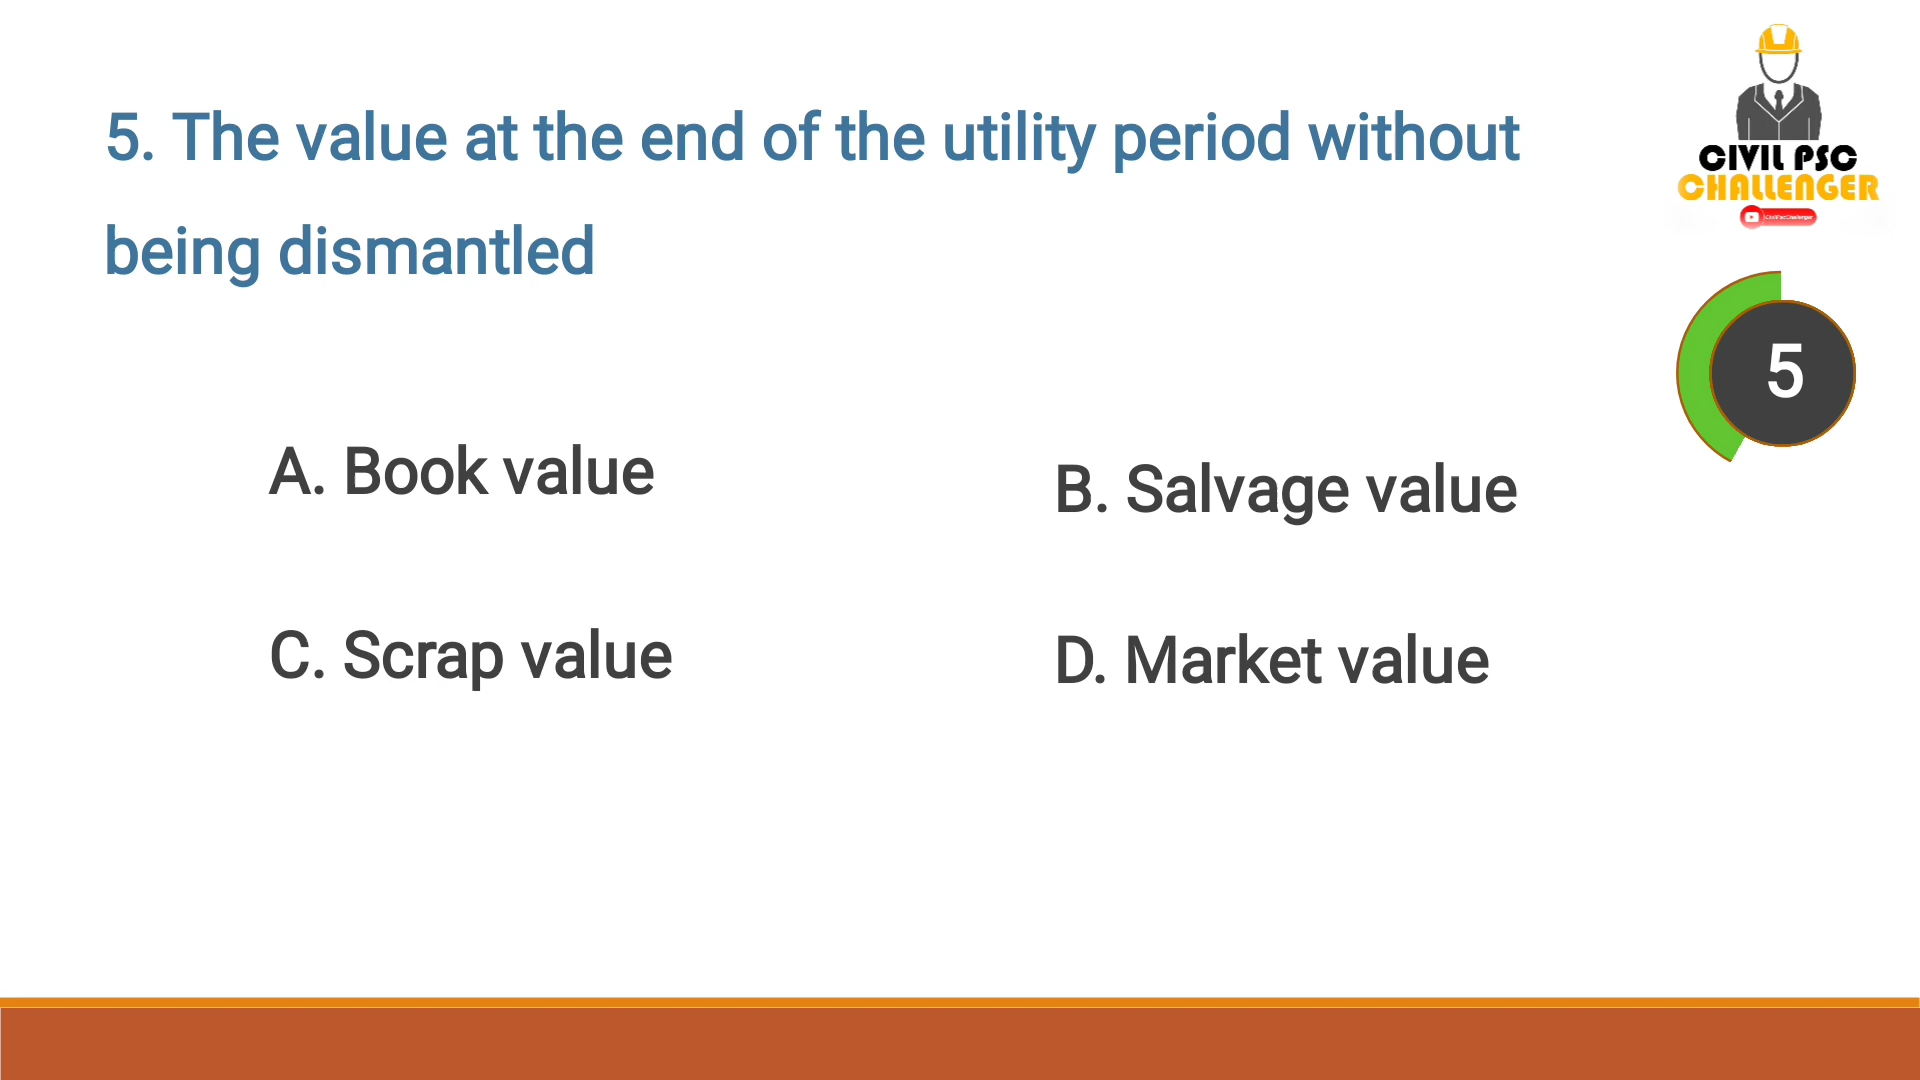 5. The value at the end of the utility period without
being dismantled
A. Book value
B. Salvage value
C. Scrap value
D. Market value
CIVIL PSC
CHALLENGER
5